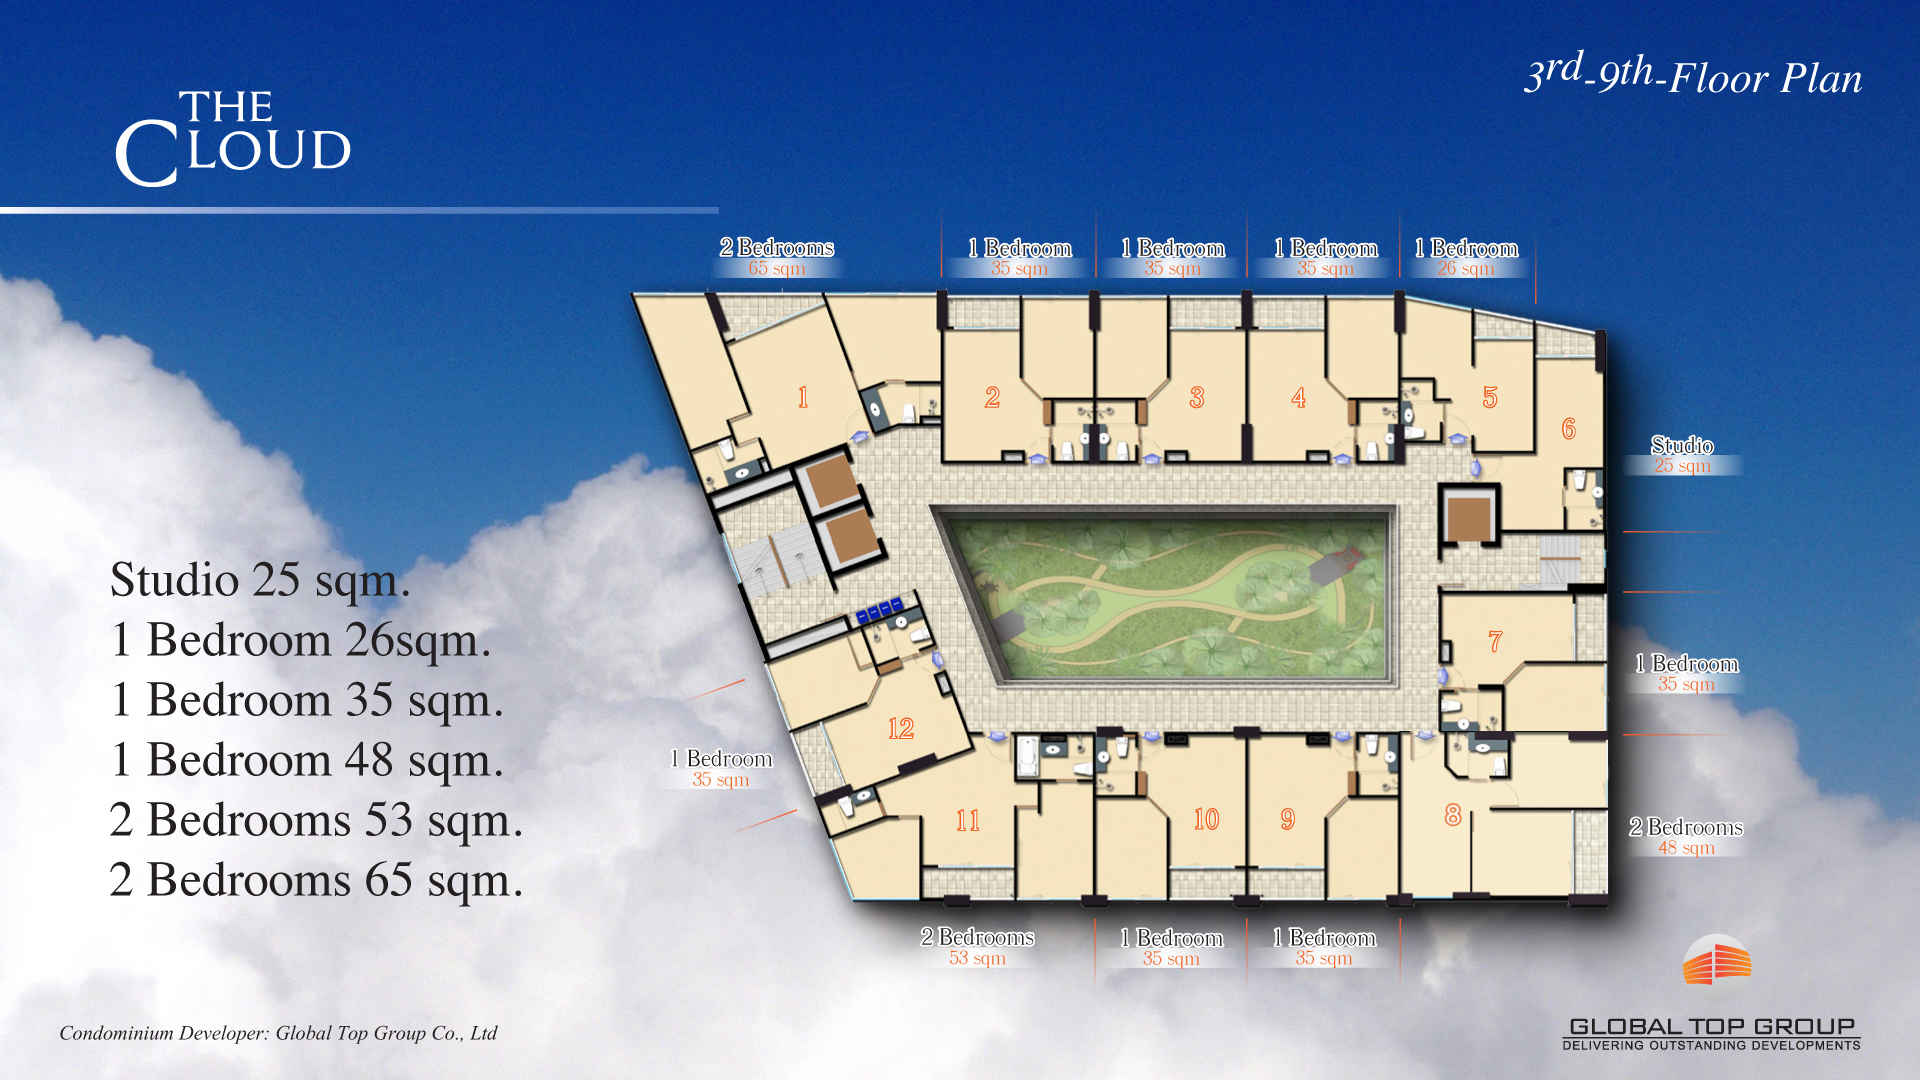 3rd-9th-Floor Plan
THE
CLOUD
2 Bedrooms
65 sqm
1 Bedroom
35 sqm
1 Bedroom
35 sqm
1 Bedroom
35 sqm
1 Bedroom
26 sqm
1
2
3
4
5
6
Studio
25 sqm
7
1 Bedroom
35 sqm
12
1 Bedroom
35 sqm
11
10
9
8
2 Bedrooms
48 sqm
2 Bedrooms
53 sqm
1 Bedroom
35 sqm
1 Bedroom
35 sqm
Studio 25 sqm.
1 Bedroom 26sqm.
1 Bedroom 35 sqm.
1 Bedroom 48 sqm.
2 Bedrooms 53 sqm.
2 Bedrooms 65 sqm.
Condominium Developer: Global Top Group Co., Ltd
GLOBAL TOP GROUP
DELIVERING OUTSTANDING DEVELOPMENTS